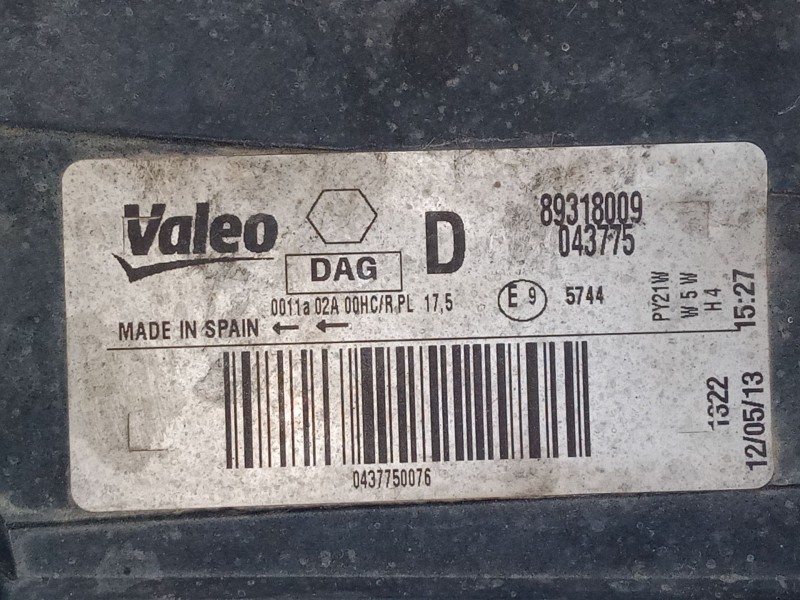 Valeo
DAG
D
89318009
043775
0011a 02A 00HC/R PL 17,5
E 9
5744
MADE IN SPAIN
PY21W
W 5 W
H 4
15:27
1322
12/05/13
0437750076